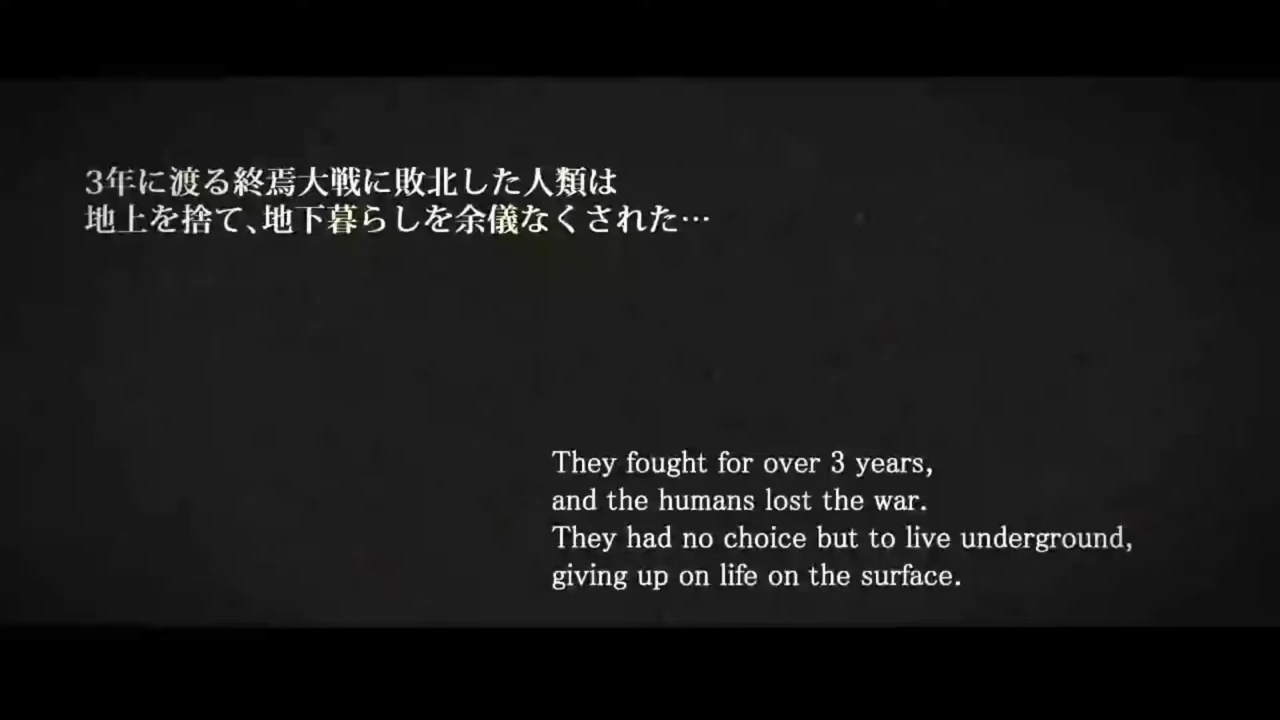 3年に渡る終焉大戦に敗北した人類は
地上を捨て、地下暮らしを余儀なくされた…
They fought for over 3 years,
and the humans lost the war.
They had no choice but to live underground,
giving up on life on the surface.